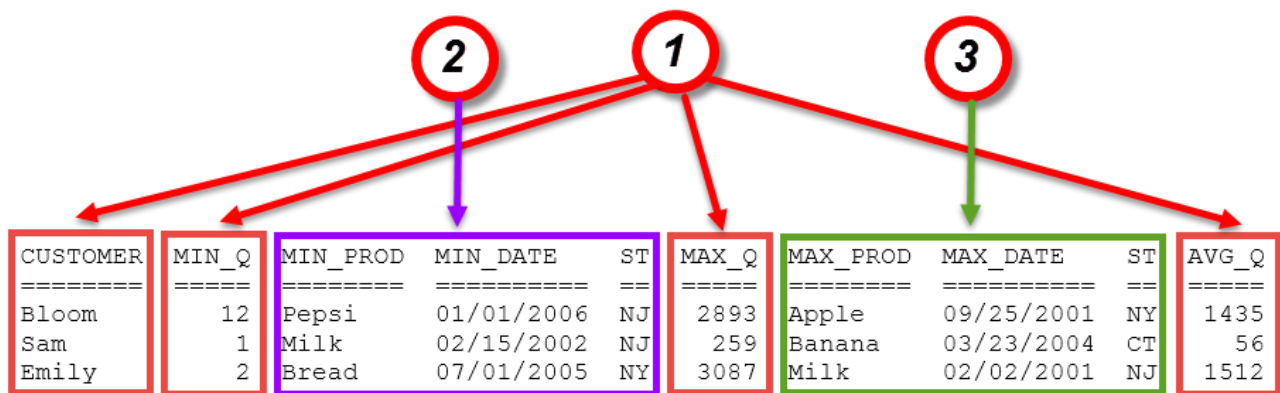 2 1 3
CUSTOMER MIN_Q MIN_PROD MIN_DATE ST MAX_Q MAX_PROD MAX_DATE ST AVG_Q
======== ===== ======== ========== == ===== ======== ========== == =====
Bloom 12 Pepsi 01/01/2006 NJ 2893 Apple 09/25/2001 NY 1435
Sam 1 Milk 02/15/2002 NJ 259 Banana 03/23/2004 CT 56
Emily 2 Bread 07/01/2005 NY 3087 Milk 02/02/2001 NJ 1512